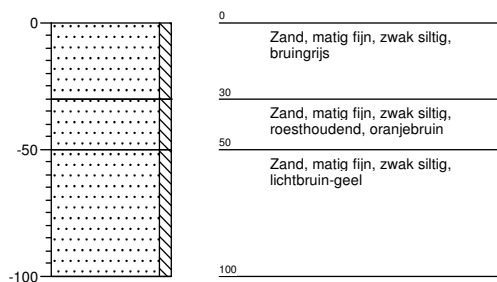 0
0
Zand, matig fijn, zwak siltig,
bruingrijs
30
Zand, matig fijn, zwak siltig,
roesthoudend, oranjebruin
-50
50
Zand, matig fijn, zwak siltig,
lichtbruin-geel
-100
100